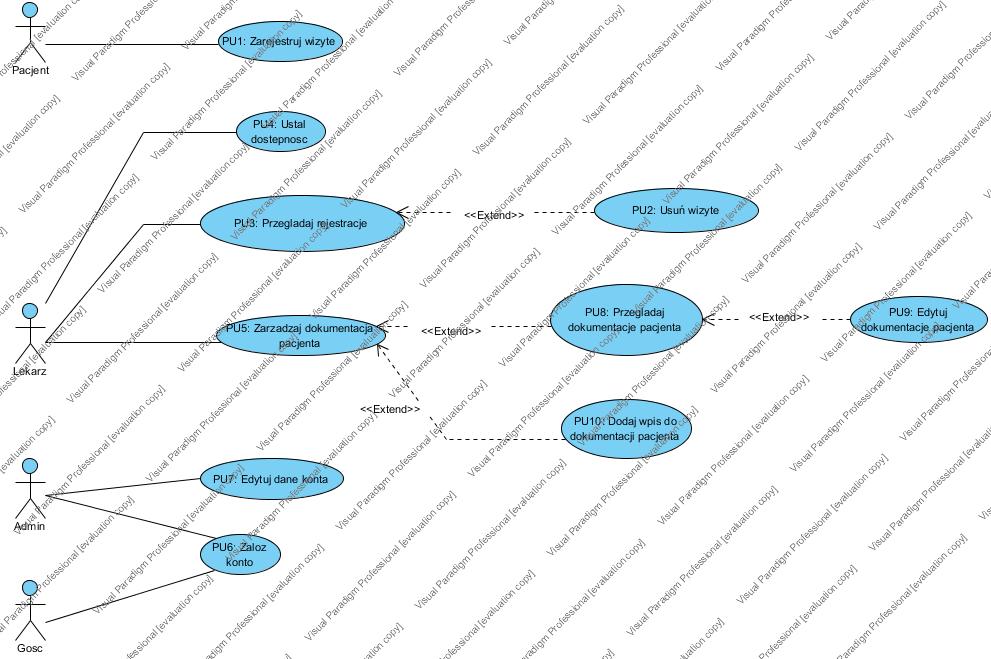 PU1: Zarejestruj wizyte
Pacjent
PU4: Ustal
dostepnosc
PU3: Przegladaj rejestracje
<<Extend>>
PU2: Usuń wizyte
Lekarz
PU5: Zarzadzaj dokumentacja
pacjenta
<<Extend>>
PU8: Przegladaj
dokumentacje pacjenta
<<Extend>>
PU9: Edytuj
dokumentacje pacjenta
<<Extend>>
PU10: Dodaj wpis do
dokumentacji pacjenta
Admin
PU7: Edytuj dane konta
PU6: Zaloz
konto
Gosc
Visual Paradigm Professional [evaluation copy]